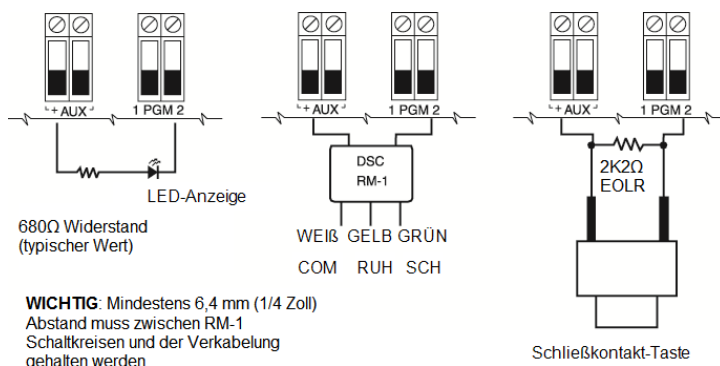 + AUX -
1 PGM 2
LED-Anzeige
680Ω Widerstand
(typischer Wert)
+ AUX -
1 PGM 2
DSC
RM-1
WEIß GELB GRÜN
COM RUH SCH
WICHTIG: Mindestens 6,4 mm (1/4 Zoll)
Abstand muss zwischen RM-1
Schaltkreisen und der Verkabelung
gehalten werden
+ AUX -
1 PGM 2
2K2Ω
EOLR
Schließkontakt-Taste